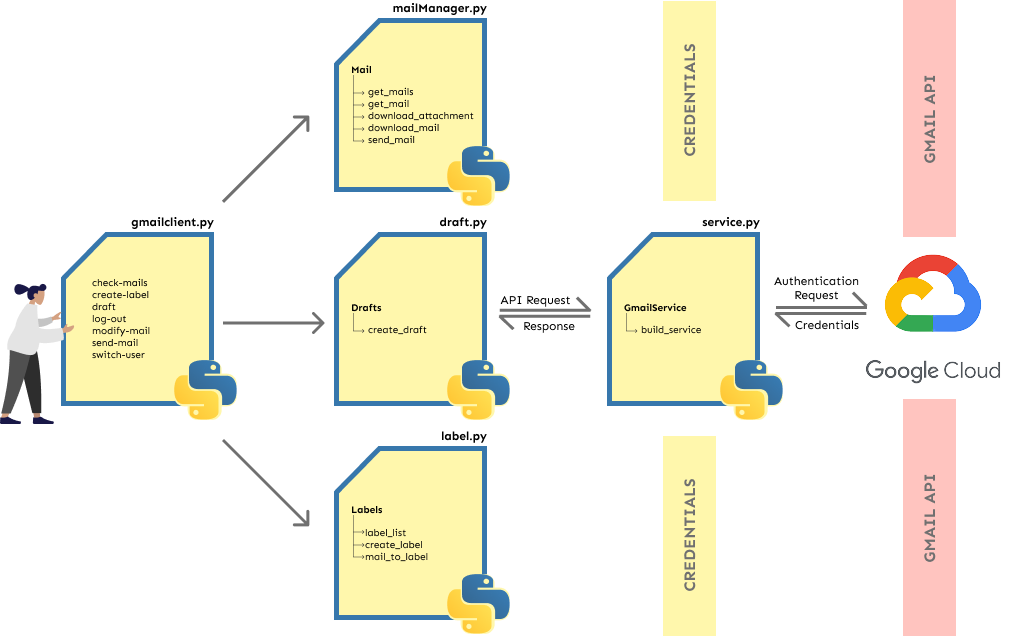 mailManager.py
Mail
get_mails
get_mail
download_attachment
download_mail
send_mail
CREDENTIALS
GMAIL API
gmailclient.py
check-mails
create-label
draft
log-out
modify-mail
send-mail
switch-user
draft.py
Drafts
create_draft
API Request
Response
service.py
GmailService
build_service
Authentication
Request
Credentials
Google Cloud
label.py
Labels
label_list
create_label
mail_to_label
CREDENTIALS
GMAIL API